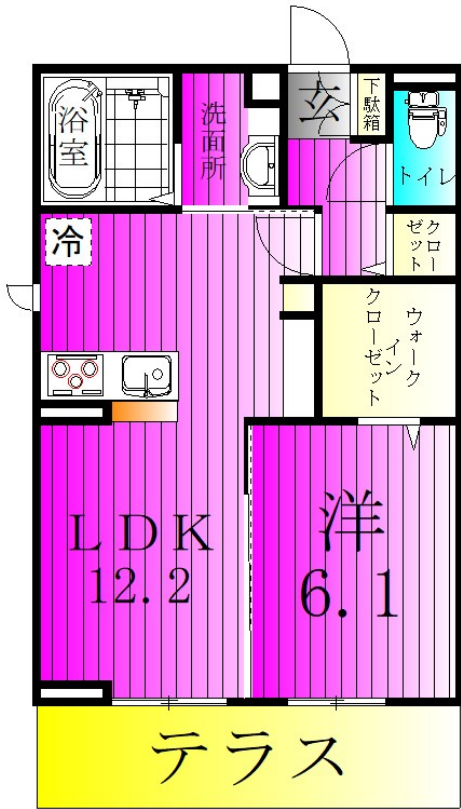 浴室
洗面所
玄
下駄箱
トイレ
冷
クロー
ゼット
ウォーク
イン
クローゼット
LDK
12.2
洋
6.1
テラス